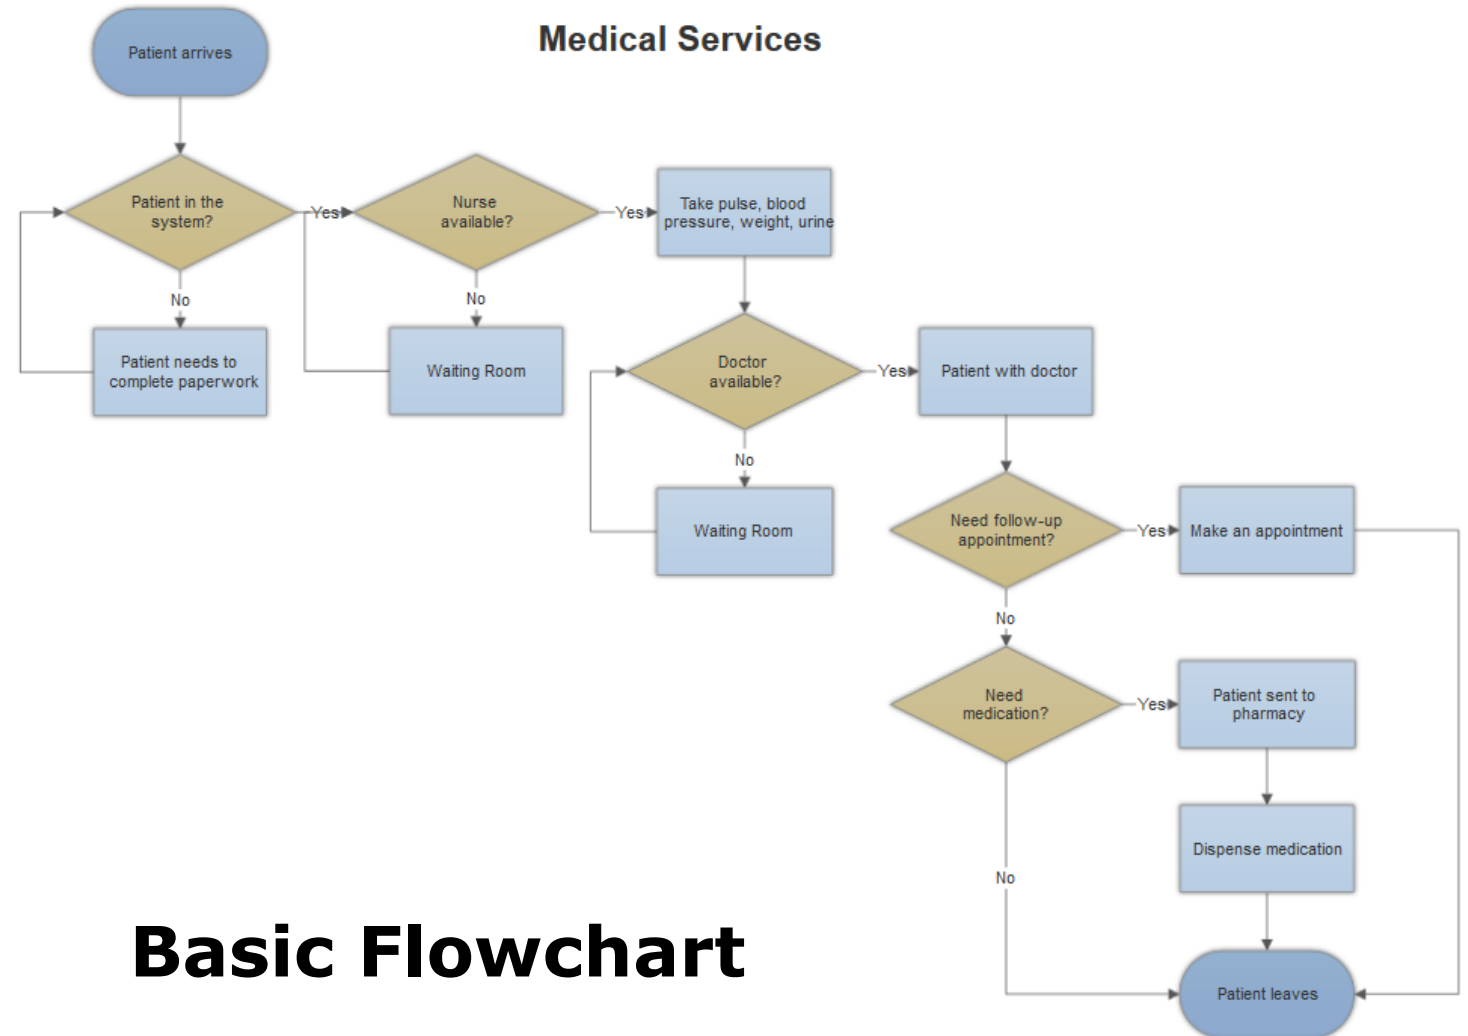 Medical Services
Patient arrives
Patient in the
system?
Yes
Nurse
available?
Yes
Take pulse, blood
pressure, weight, urine
No
No
Patient needs to
complete paperwork
Waiting Room
Doctor
available?
Yes
Patient with doctor
No
Waiting Room
Need follow-up
appointment?
Yes
Make an appointment
No
Need
medication?
Yes
Patient sent to
pharmacy
Dispense medication
No
Patient leaves
Basic Flowchart